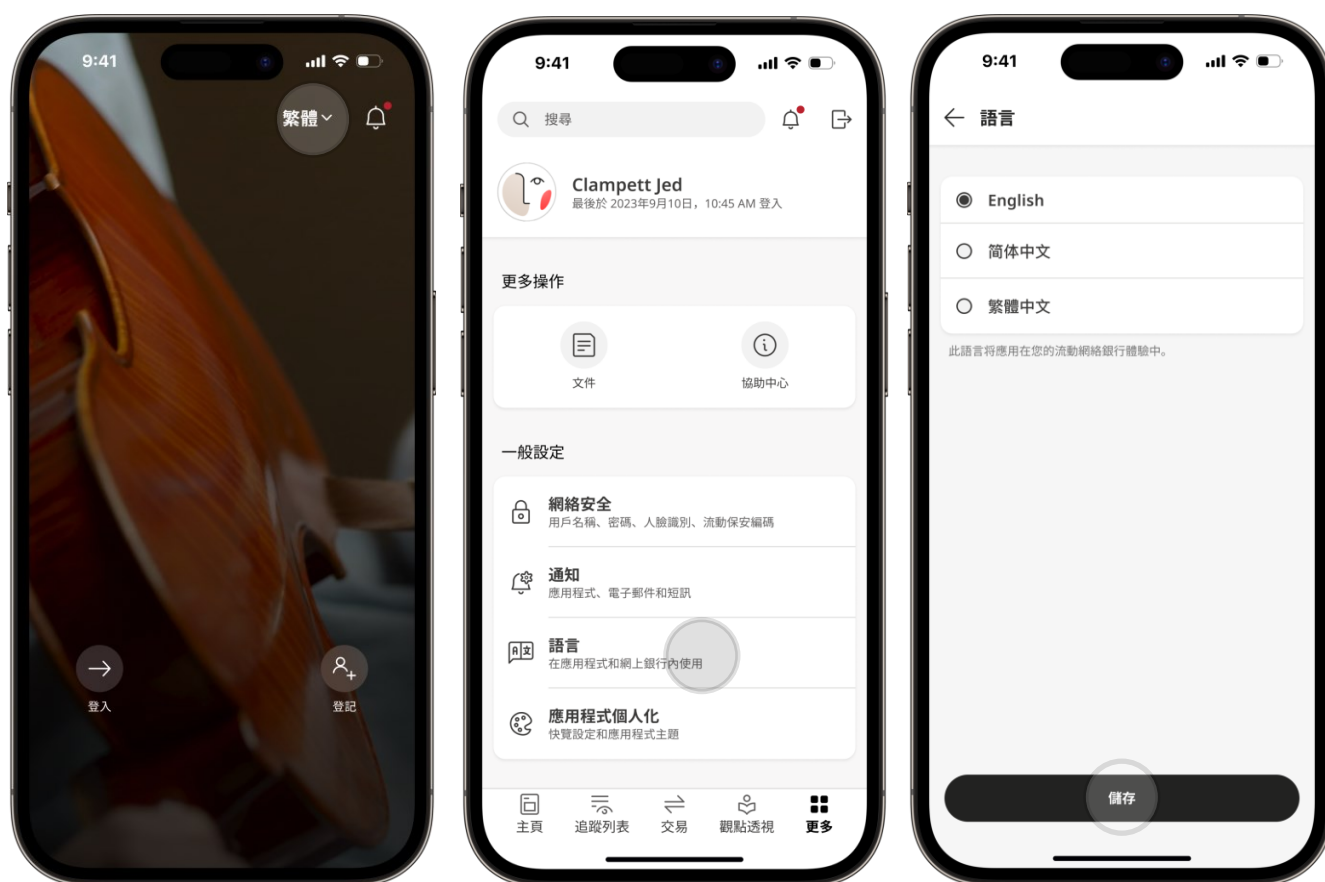 9:41
繁體
登入
登記
9:41
搜尋
Clampett Jed
最後於 2023年9月10日，10:45 AM 登入
更多操作
文件
協助中心
一般設定
網絡安全
用戶名稱、密碼、人臉識別、流動保安編碼
通知
應用程式、電子郵件和短訊
A文
語言
在應用程式和網上銀行內使用
應用程式個人化
快覽設定和應用程式主題
主頁
追蹤列表
交易
觀點透視
更多
9:41
語言
English
简体中文
繁體中文
此語言将應用在您的流動網絡銀行體驗中。
儲存